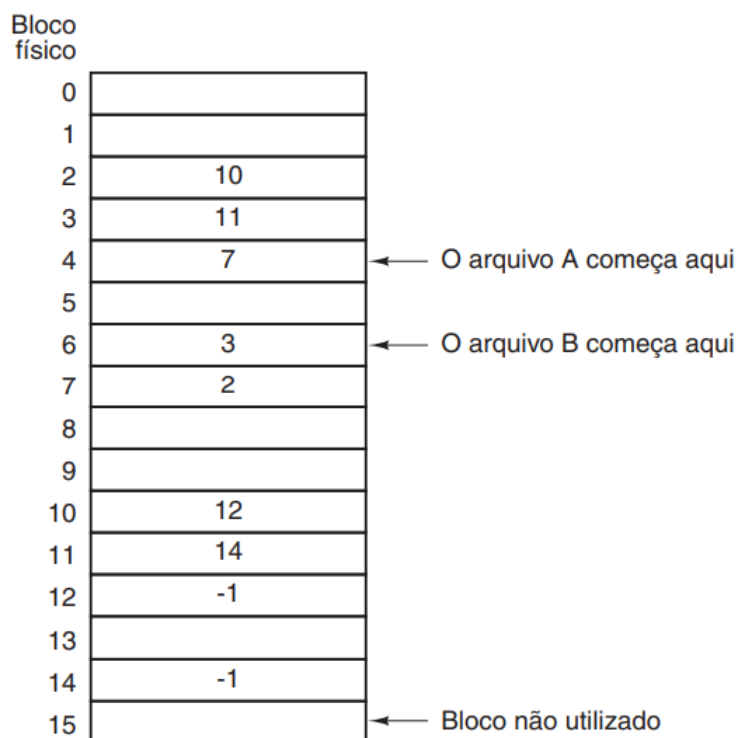 Bloco
físico
0
1
2 10
3 11
4 7 O arquivo A começa aqui
5
6 3 O arquivo B começa aqui
7 2
8
9
10 12
11 14
12 -1
13
14 -1
15 Bloco não utilizado